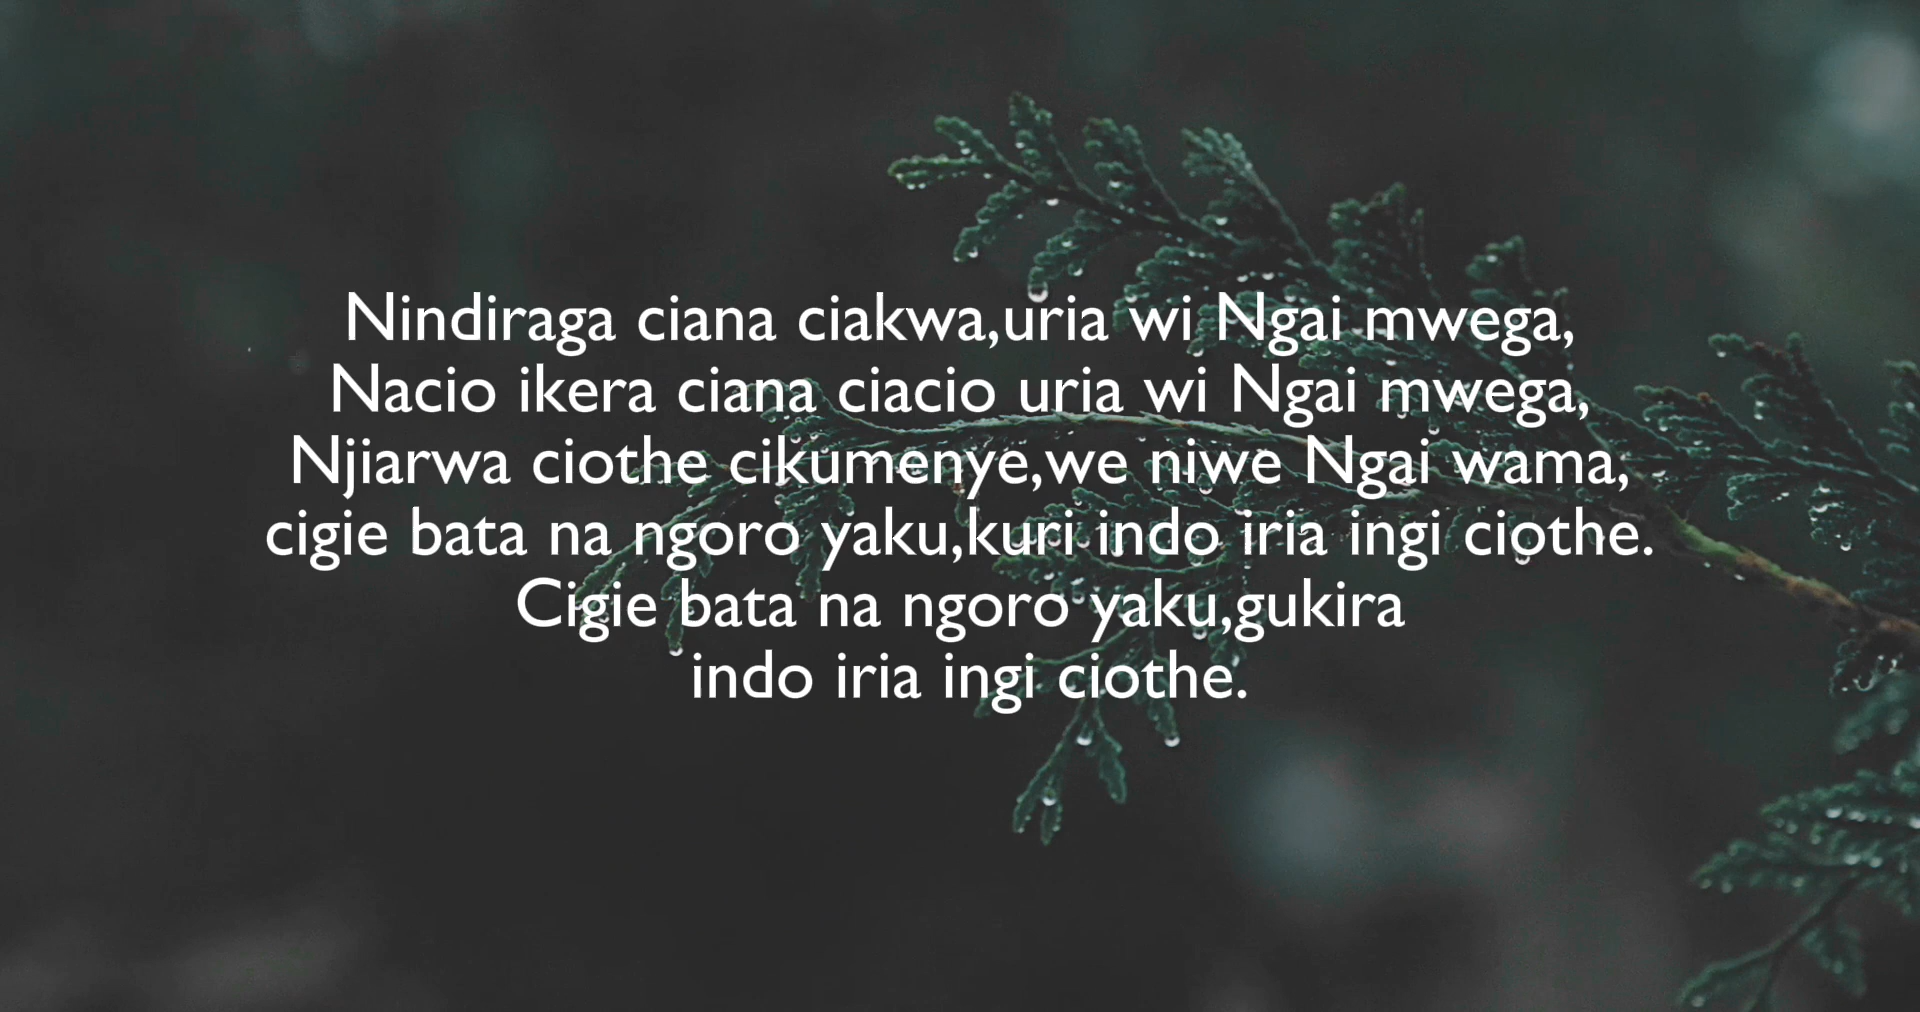 Nindiraga ciana ciakwa,uria wi Ngai mwega,
Nacio ikera ciana ciacio uria wi Ngai mwega,
Njiarwa ciothe cikumenye,we niwe Ngai wama,
cigie bata na ngoro yaku,kuri indo iria ingi ciothe.
Cigie bata na ngoro yaku,gukira
indo iria ingi ciothe.